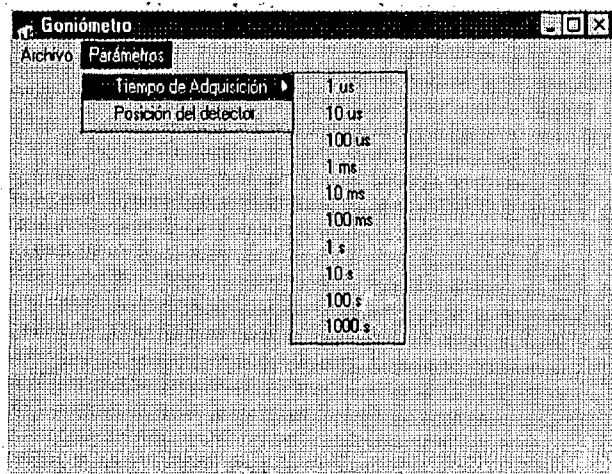 Goniómetro
Archivo Parámetros
Tiempo de Adquisición
Posición del detector
1 us
10 us
100 us
1 ms
10 ms
100 ms
1 s
10 s
100 s
1000 s